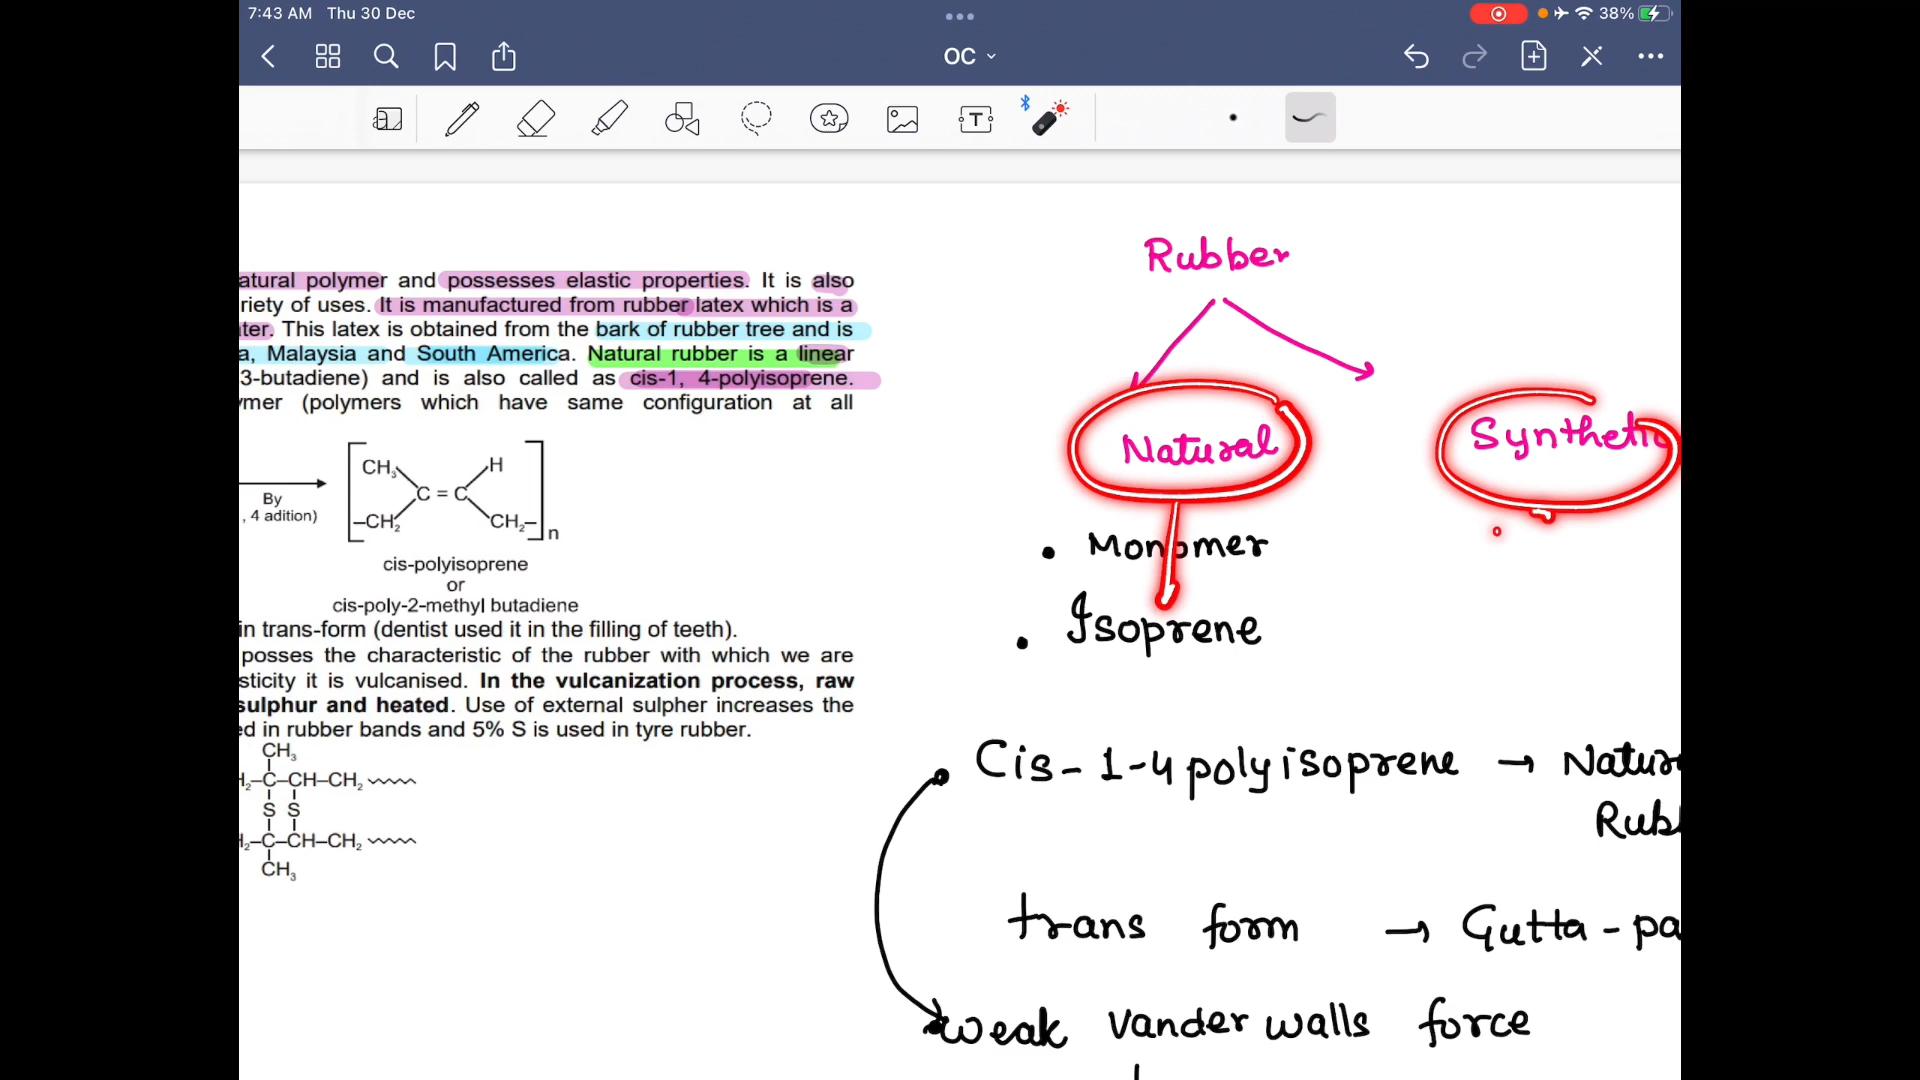 7:43 AM Thu 30 Dec
38%
OC
T
atural polymer and possesses elastic properties. It is also
riety of uses. It is manufactured from rubber latex which is a
ter. This latex is obtained from the bark of rubber tree and is
a, Malaysia and South America. Natural rubber is a linear
3-butadiene) and is also called as cis-1, 4-polyisoprene.
mer (polymers which have same configuration at all
By
, 4 adition)
CH3 H
C = C
–CH2 CH2–
n
cis-polyisoprene
or
cis-poly-2-methyl butadiene
in trans-form (dentist used it in the filling of teeth).
posses the characteristic of the rubber with which we are
sticity it is vulcanised. In the vulcanization process, raw
sulphur and heated. Use of external sulpher increases the
ed in rubber bands and 5% S is used in tyre rubber.
CH3
2–C–CH–CH2
S S
2–C–CH–CH2
CH3
Rubber
Natural Synthetic
• Monomer
• Isoprene
• Cis-1-4 polyisoprene → Natur
Rub
trans form → Gutta-pa
weak vander walls force